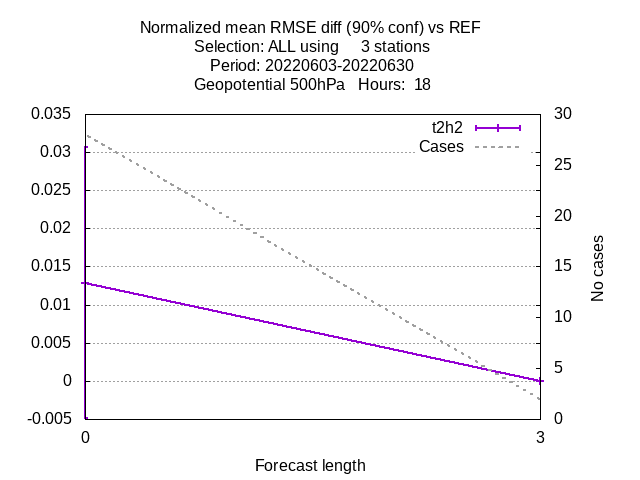 Normalized mean RMSE diff (90% conf) vs REF
Selection: ALL using     3 stations
Period: 20220603-20220630
Geopotential 500hPa   Hours:  18
t2h2
Cases
0.035
0.03
0.025
0.02
0.015
0.01
0.005
0
-0.005
30
25
20
15
10
5
0
No cases
0
3
Forecast length